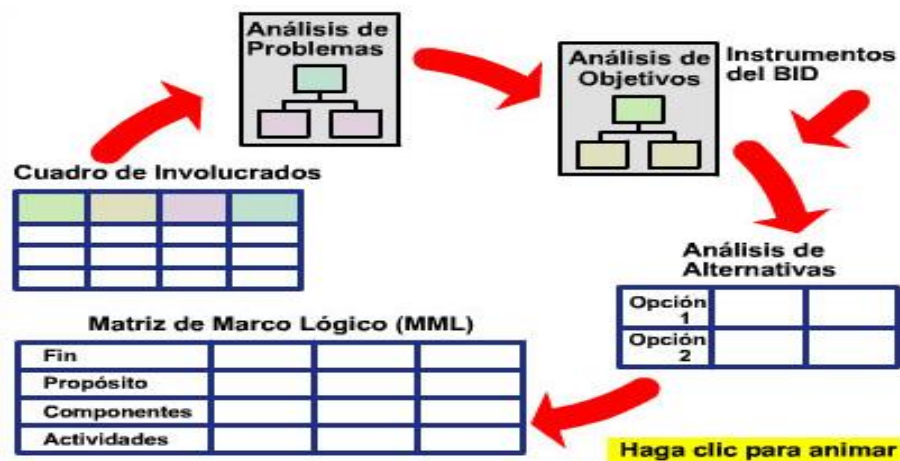 Análisis de
Problemas
Análisis de
Objetivos
Instrumentos
del BID
Cuadro de Involucrados
Análisis de
Alternativas
Opción
1
Opción
2
Matriz de Marco Lógico (MML)
Fin
Propósito
Componentes
Actividades
Haga clic para animar